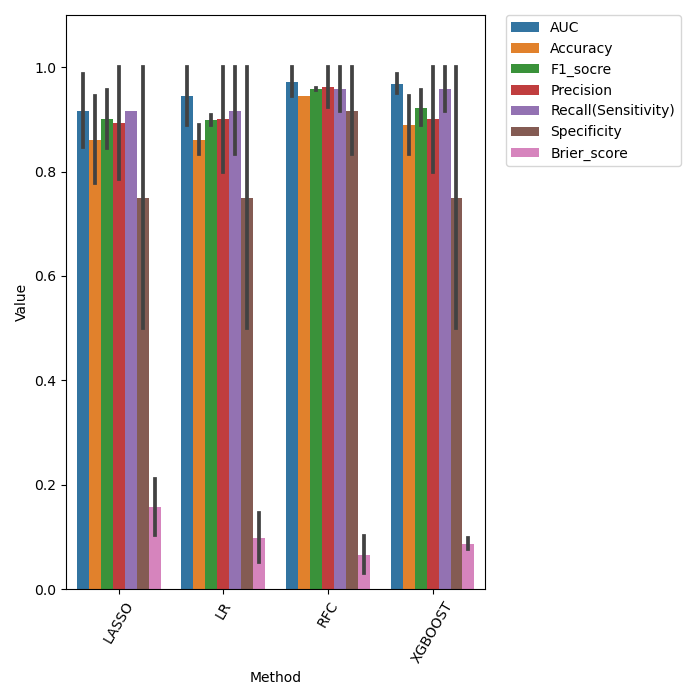 AUC
Accuracy
F1_socre
Precision
Recall(Sensitivity)
Specificity
Brier_score
1.0
0.8
0.6
0.4
0.2
0.0
Value
LASSO
LR
RFC
XGBOOST
Method